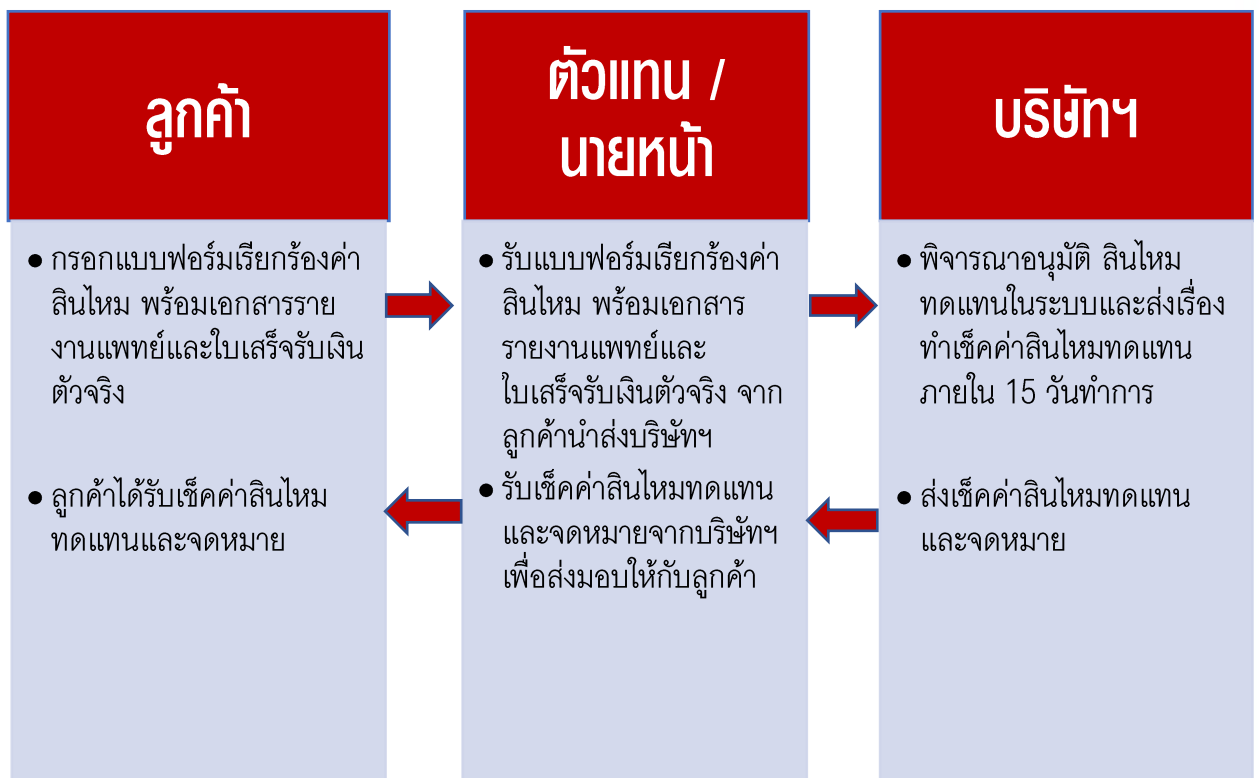 ลูกค้า
● กรอกแบบฟอร์มเรียกร้องค่า
สินไหม พร้อมเอกสารราย
งานแพทย์และใบเสร็จรับเงิน
ตัวจริง
● ลูกค้าได้รับเช็คค่าสินไหม
ทดแทนและจดหมาย
ตัวแทน /
นายหน้า
● รับแบบฟอร์มเรียกร้องค่า
สินไหม พร้อมเอกสาร
รายงานแพทย์และ
ใบเสร็จรับเงินตัวจริง จาก
ลูกค้านำส่งบริษัทฯ
● รับเช็คค่าสินไหมทดแทน
และจดหมายจากบริษัทฯ
เพื่อส่งมอบให้กับลูกค้า
บริษัทฯ
● พิจารณาอนุมัติ สินไหม
ทดแทนในระบบและส่งเรื่อง
ทำเช็คค่าสินไหมทดแทน
ภายใน 15 วันทำการ
● ส่งเช็คค่าสินไหมทดแทน
และจดหมาย